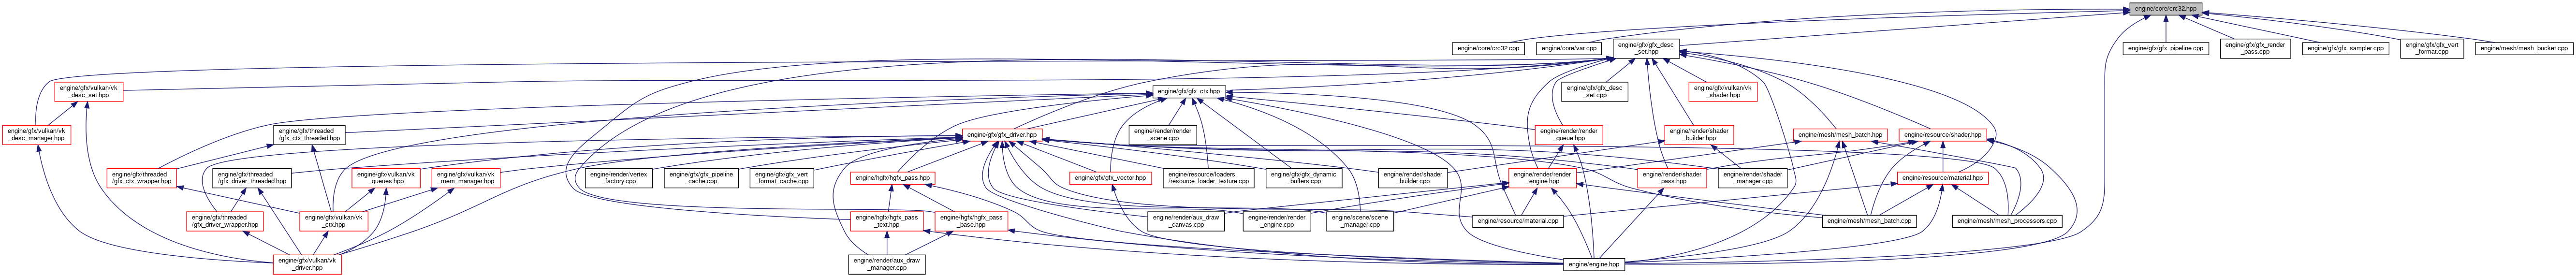 engine/core/crc32.hpp
engine/core/crc32.cpp
engine/core/var.cpp
engine/gfx/gfx_desc
_set.hpp
engine/gfx/gfx_pipeline.cpp
engine/gfx/gfx_render
_pass.cpp
engine/gfx/gfx_sampler.cpp
engine/gfx/gfx_vert
_format.cpp
engine/mesh/mesh_bucket.cpp
engine/gfx/vulkan/vk
_desc_set.hpp
engine/gfx/gfx_ctx.hpp
engine/gfx/gfx_desc
_set.cpp
engine/gfx/vulkan/vk
_shader.hpp
engine/gfx/vulkan/vk
_desc_manager.hpp
engine/gfx/threaded
/gfx_ctx_threaded.hpp
engine/gfx/gfx_driver.hpp
engine/render/render
_scene.cpp
engine/render/render
_queue.hpp
engine/render/shader
_builder.hpp
engine/mesh/mesh_batch.hpp
engine/resource/shader.hpp
engine/gfx/threaded
/gfx_ctx_wrapper.hpp
engine/gfx/threaded
/gfx_driver_threaded.hpp
engine/gfx/vulkan/vk
_queues.hpp
engine/gfx/vulkan/vk
_mem_manager.hpp
engine/render/vertex
_factory.cpp
engine/gfx/gfx_pipeline
_cache.cpp
engine/gfx/gfx_vert
_format_cache.cpp
engine/hgfx/hgfx_pass.hpp
engine/gfx/gfx_vector.hpp
engine/resource/loaders
/resource_loader_texture.cpp
engine/gfx/gfx_dynamic
_buffers.cpp
engine/render/shader
_builder.cpp
engine/render/render
_engine.hpp
engine/render/shader
_pass.hpp
engine/render/shader
_manager.cpp
engine/resource/material.hpp
engine/gfx/threaded
/gfx_driver_wrapper.hpp
engine/gfx/vulkan/vk
_ctx.hpp
engine/hgfx/hgfx_pass
_text.hpp
engine/hgfx/hgfx_pass
_base.hpp
engine/render/aux_draw
_canvas.cpp
engine/render/render
_engine.cpp
engine/scene/scene
_manager.cpp
engine/resource/material.cpp
engine/mesh/mesh_batch.cpp
engine/mesh/mesh_processors.cpp
engine/gfx/vulkan/vk
_driver.hpp
engine/render/aux_draw
_manager.cpp
engine/engine.hpp